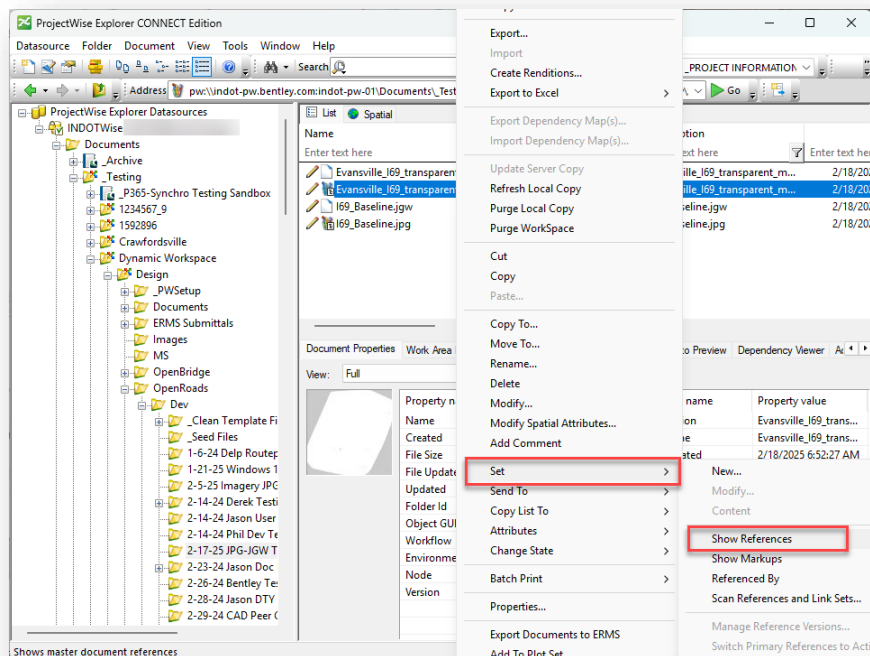 ProjectWise Explorer CONNECT Edition
Datasource Folder Document View Tools Window Help
Search
_PROJECT INFORMATION
Address pw:\\indot-pw.bentley.com:indot-pw-01\Documents\_Test
Go
ProjectWise Explorer Datasources
INDOTWise
Documents
_Archive
_Testing
_P365-Synchro Testing Sandbox
1234567_9
1592896
Crawfordsville
Dynamic Workspace
Design
_PWSetup
Documents
ERMS Submittals
Images
MS
OpenBridge
OpenRoads
Dev
_Clean Template Fi
_Seed Files
1-6-24 Delp Routep
1-21-25 Windows 1
2-5-25 Imagery JPG
2-14-24 Derek Testi
2-14-24 Jason User
2-14-24 Phil Dev Te
2-17-25 JPG-JGW T
2-23-24 Jason Doc
2-26-24 Bentley Tes
2-28-24 Jason DTY
2-29-24 CAD Peer C
List Spatial
Name
Enter text here
Evansville_I69_transparent
Evansville_I69_transparent
I69_Baseline.jgw
I69_Baseline.jpg
ption
ext here Enter text here
ille_I69_transparent_m... 2/18/202
ille_I69_transparent_m... 2/18/202
seline.jgw 2/18/202
seline.jpg 2/18/202
Document Properties Work Area
to Preview Dependency Viewer
View: Full
Property na
Name
Created
File Size
File Update
Updated
Folder Id
Object GUI
Workflow
Environme
Node
Version
name Property value
on Evansville_I69_trans...
e Evansville_I69_trans...
ated 2/18/2025 6:52:27 AM
Export...
Import
Create Renditions...
Export to Excel
Export Dependency Map(s)...
Import Dependency Map(s)...
Update Server Copy
Refresh Local Copy
Purge Local Copy
Purge WorkSpace
Cut
Copy
Paste...
Copy To...
Move To...
Rename...
Delete
Modify...
Modify Spatial Attributes...
Add Comment
Set
Send To
Copy List To
Attributes
Change State
Batch Print
Properties...
Export Documents to ERMS
Add To Plot Set
New...
Modify...
Content
Show References
Show Markups
Referenced By
Scan References and Link Sets...
Manage Reference Versions...
Switch Primary References to Acti
Shows master document references